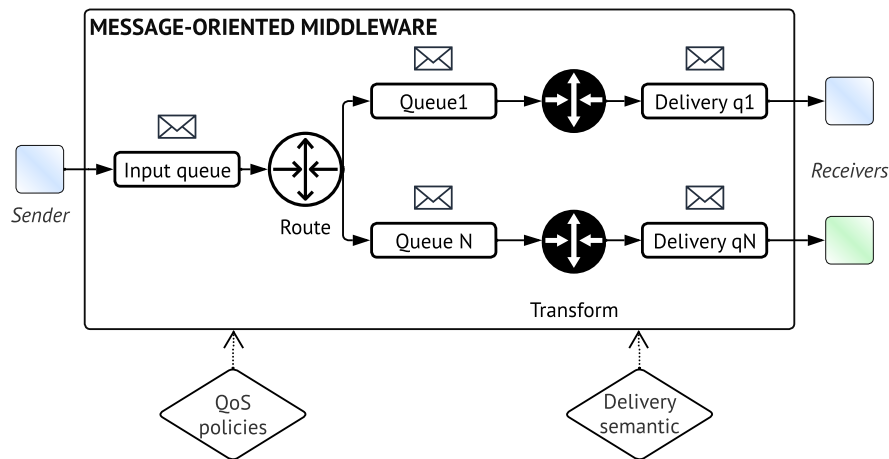 MESSAGE-ORIENTED MIDDLEWARE
Queue1
Delivery q1
Input queue
Receivers
Sender
Route
Queue N
Delivery qN
Transform
QoS
policies
Delivery
semantic